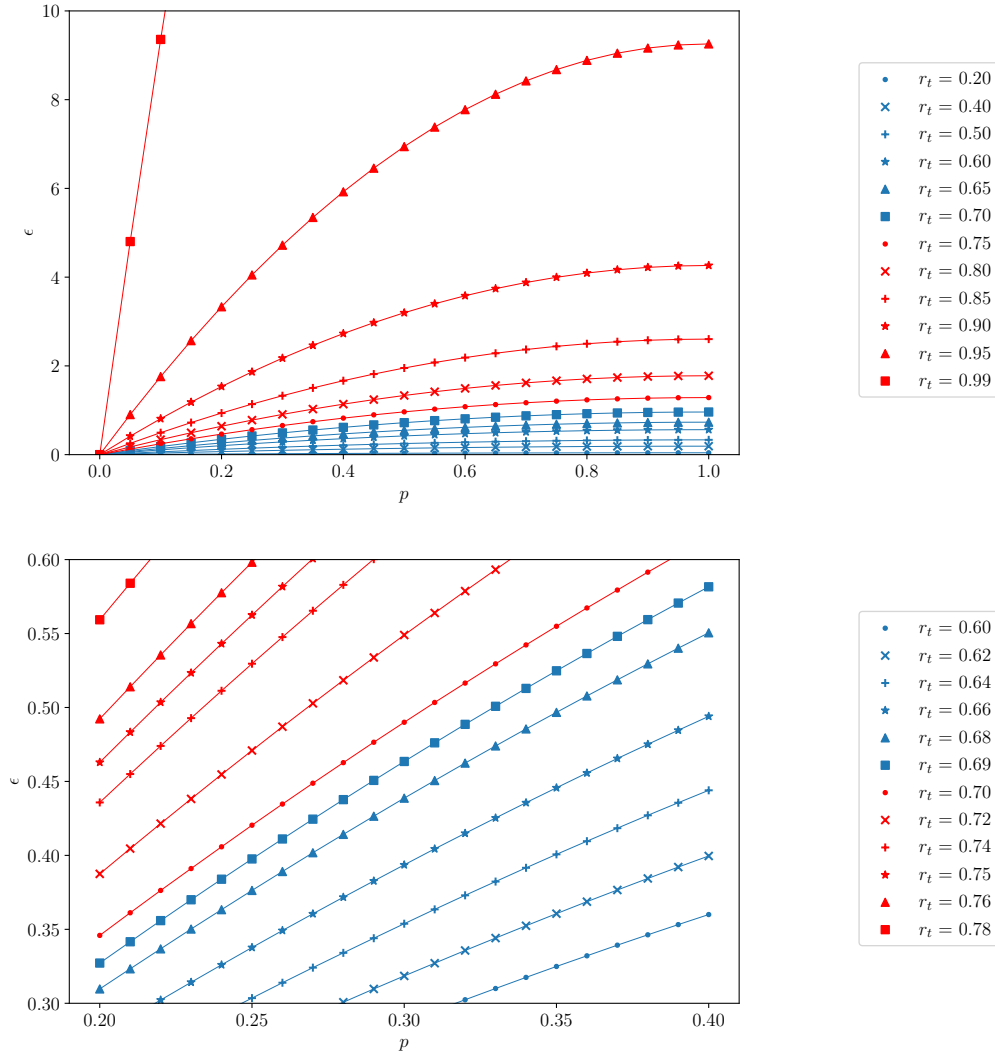 10
8
6
4
2
0
ϵ
0.0 0.2 0.4 0.6 0.8 1.0
p
r_t = 0.20
r_t = 0.40
r_t = 0.50
r_t = 0.60
r_t = 0.65
r_t = 0.70
r_t = 0.75
r_t = 0.80
r_t = 0.85
r_t = 0.90
r_t = 0.95
r_t = 0.99
0.60
0.55
0.50
0.45
0.40
0.35
0.30
ϵ
0.20 0.25 0.30 0.35 0.40
p
r_t = 0.60
r_t = 0.62
r_t = 0.64
r_t = 0.66
r_t = 0.68
r_t = 0.69
r_t = 0.70
r_t = 0.72
r_t = 0.74
r_t = 0.75
r_t = 0.76
r_t = 0.78